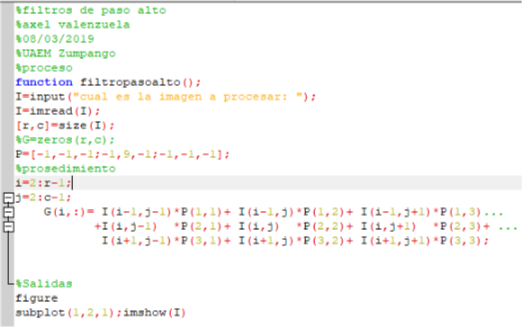 %filtros de paso alto
%axel valenzuela
%08/03/2019
%UAEM Zumpango
%proceso
function filtropasoalto();
I=input("cual es la imagen a procesar: ");
I=imread(I);
[r,c]=size(I);
%G=zeros(r,c);
P=[-1,-1,-1;-1,9,-1;-1,-1,-1];
%prosedimiento
i=2:r-1;
j=2:c-1;
G(i,:)= I(i-1,j-1)*P(1,1)+ I(i-1,j)*P(1,2)+ I(i-1,j+1)*P(1,3)...
+I(i,j-1) *P(2,1)+ I(i,j) *P(2,2)+ I(i,j+1) *P(2,3)+ ...
I(i+1,j-1)*P(3,1)+ I(i+1,j)*P(3,2)+ I(i+1,j+1)*P(3,3);
%Salidas
figure
subplot(1,2,1);imshow(I)